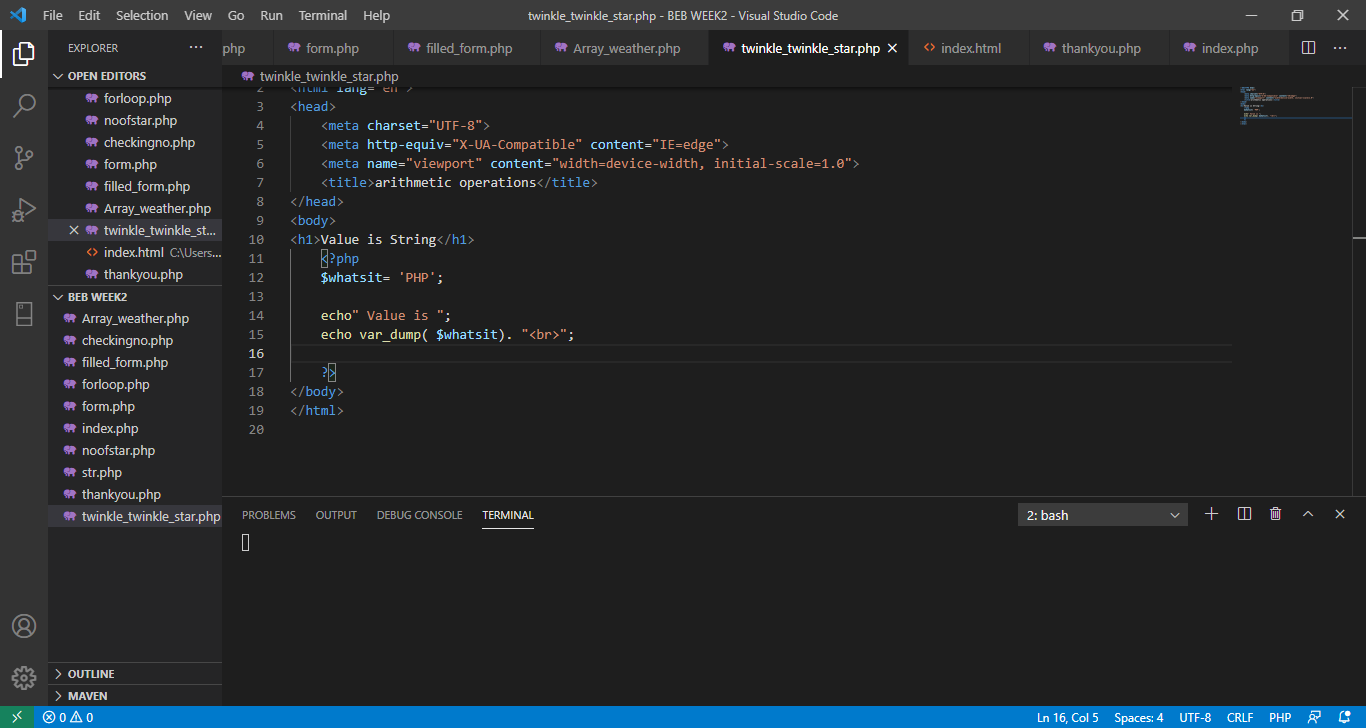 File Edit Selection View Go Run Terminal Help
twinkle_twinkle_star.php - BEB WEEK2 - Visual Studio Code
EXPLORER
OPEN EDITORS
forloop.php
noofstar.php
checkingno.php
form.php
filled_form.php
Array_weather.php
twinkle_twinkle_st...
index.html C:\Users...
thankyou.php
BEB WEEK2
Array_weather.php
checkingno.php
filled_form.php
forloop.php
form.php
index.php
noofstar.php
str.php
thankyou.php
twinkle_twinkle_star.php
OUTLINE
MAVEN
php form.php filled_form.php Array_weather.php twinkle_twinkle_star.php index.html thankyou.php index.php
twinkle_twinkle_star.php
2 <html lang="en">
3 <head>
4 <meta charset="UTF-8">
5 <meta http-equiv="X-UA-Compatible" content="IE=edge">
6 <meta name="viewport" content="width=device-width, initial-scale=1.0">
7 <title>arithmetic operations</title>
8 </head>
9 <body>
10 <h1>Value is String</h1>
11 <?php
12 $whatsit= 'PHP';
13
14 echo" Value is ";
15 echo var_dump( $whatsit). "<br>";
16
17 ?>
18 </body>
19 </html>
20
PROBLEMS OUTPUT DEBUG CONSOLE TERMINAL
2: bash
0 0
Ln 16, Col 5 Spaces: 4 UTF-8 CRLF PHP